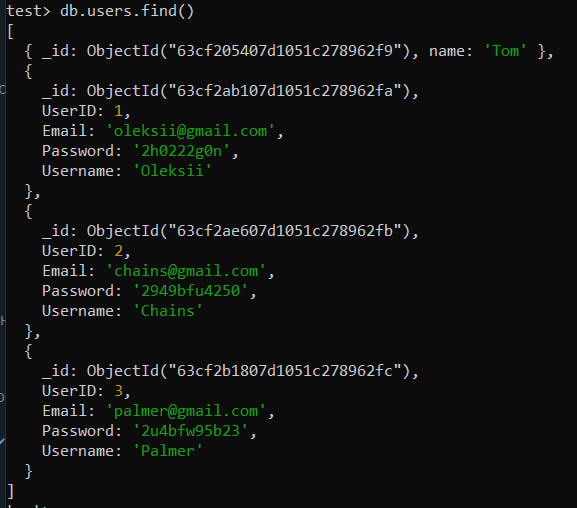 test> db.users.find()
[
  { _id: ObjectId("63cf205407d1051c278962f9"), name: 'Tom' },
  {
    _id: ObjectId("63cf2ab107d1051c278962fa"),
    UserID: 1,
    Email: 'oleksii@gmail.com',
    Password: '2h0222g0n',
    Username: 'Oleksii'
  },
  {
    _id: ObjectId("63cf2ae607d1051c278962fb"),
    UserID: 2,
    Email: 'chains@gmail.com',
    Password: '2949bfu4250',
    Username: 'Chains'
  },
  {
    _id: ObjectId("63cf2b1807d1051c278962fc"),
    UserID: 3,
    Email: 'palmer@gmail.com',
    Password: '2u4bfw95b23',
    Username: 'Palmer'
  }
]